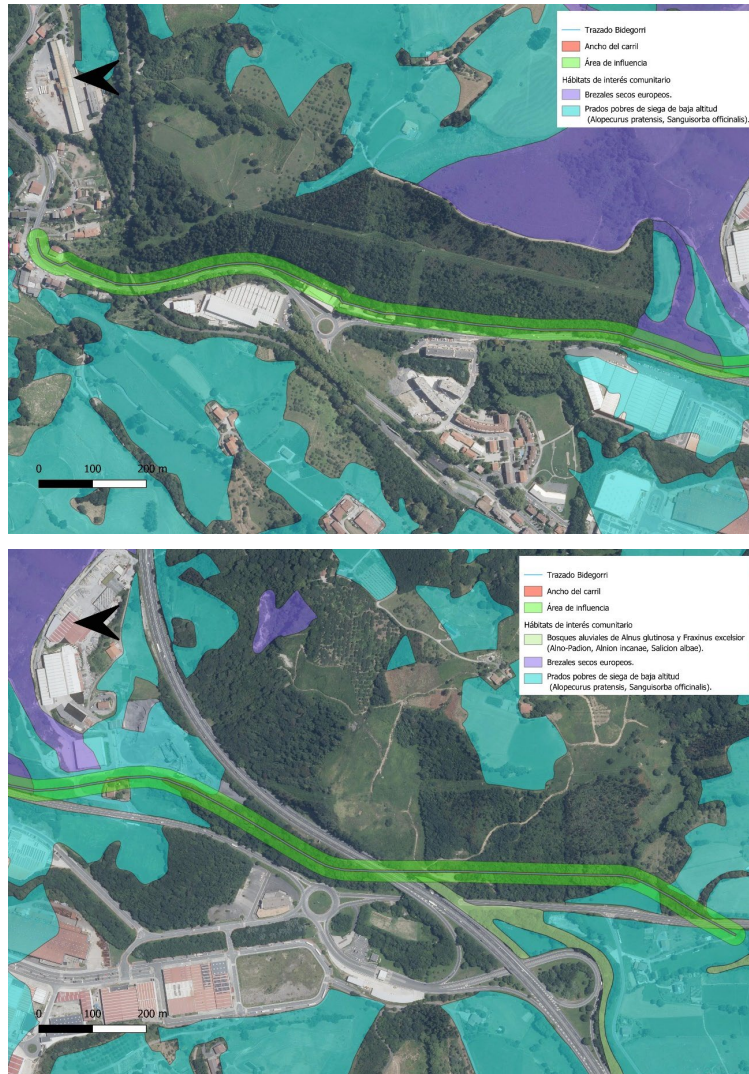 Trazado Bidegorri
Ancho del carril
Área de influencia
Hábitats de interés comunitario
Brezales secos europeos.
Prados pobres de siega de baja altitud
(Alopecurus pratensis, Sanguisorba officinalis).
0 100 200 m
Trazado Bidegorri
Ancho del carril
Área de influencia
Hábitats de interés comunitario
Bosques aluviales de Alnus glutinosa y Fraxinus excelsior
(Alno-Padion, Alnion incanae, Salicion albae).
Brezales secos europeos.
Prados pobres de siega de baja altitud
(Alopecurus pratensis, Sanguisorba officinalis).
0 100 200 m